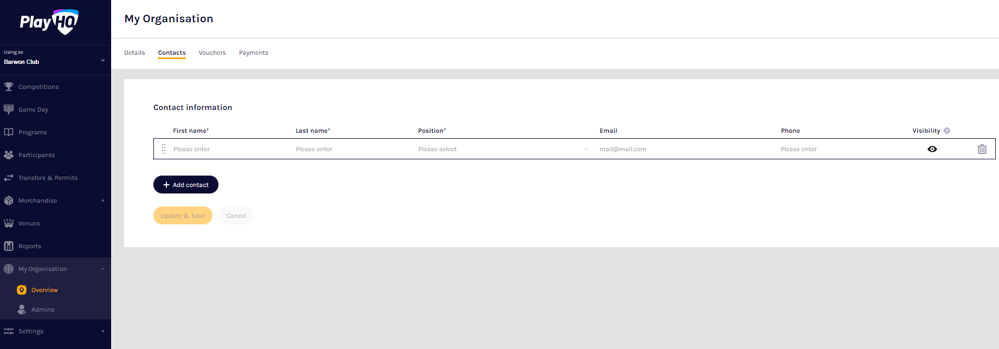 PlayHQ
My Organisation
Using as
Barwon Club
Details Contacts Vouchers Payments
Competitions
Game Day
Programs
Participants
Transfers & Permits
Merchandise +
Venues
Reports
My Organisation −
Overview
Admins
Settings +
Contact information
First name* Last name* Position* Email Phone Visibility ?
Please enter Please enter Please select mail@mail.com Please enter
+ Add contact
Update & Save Cancel